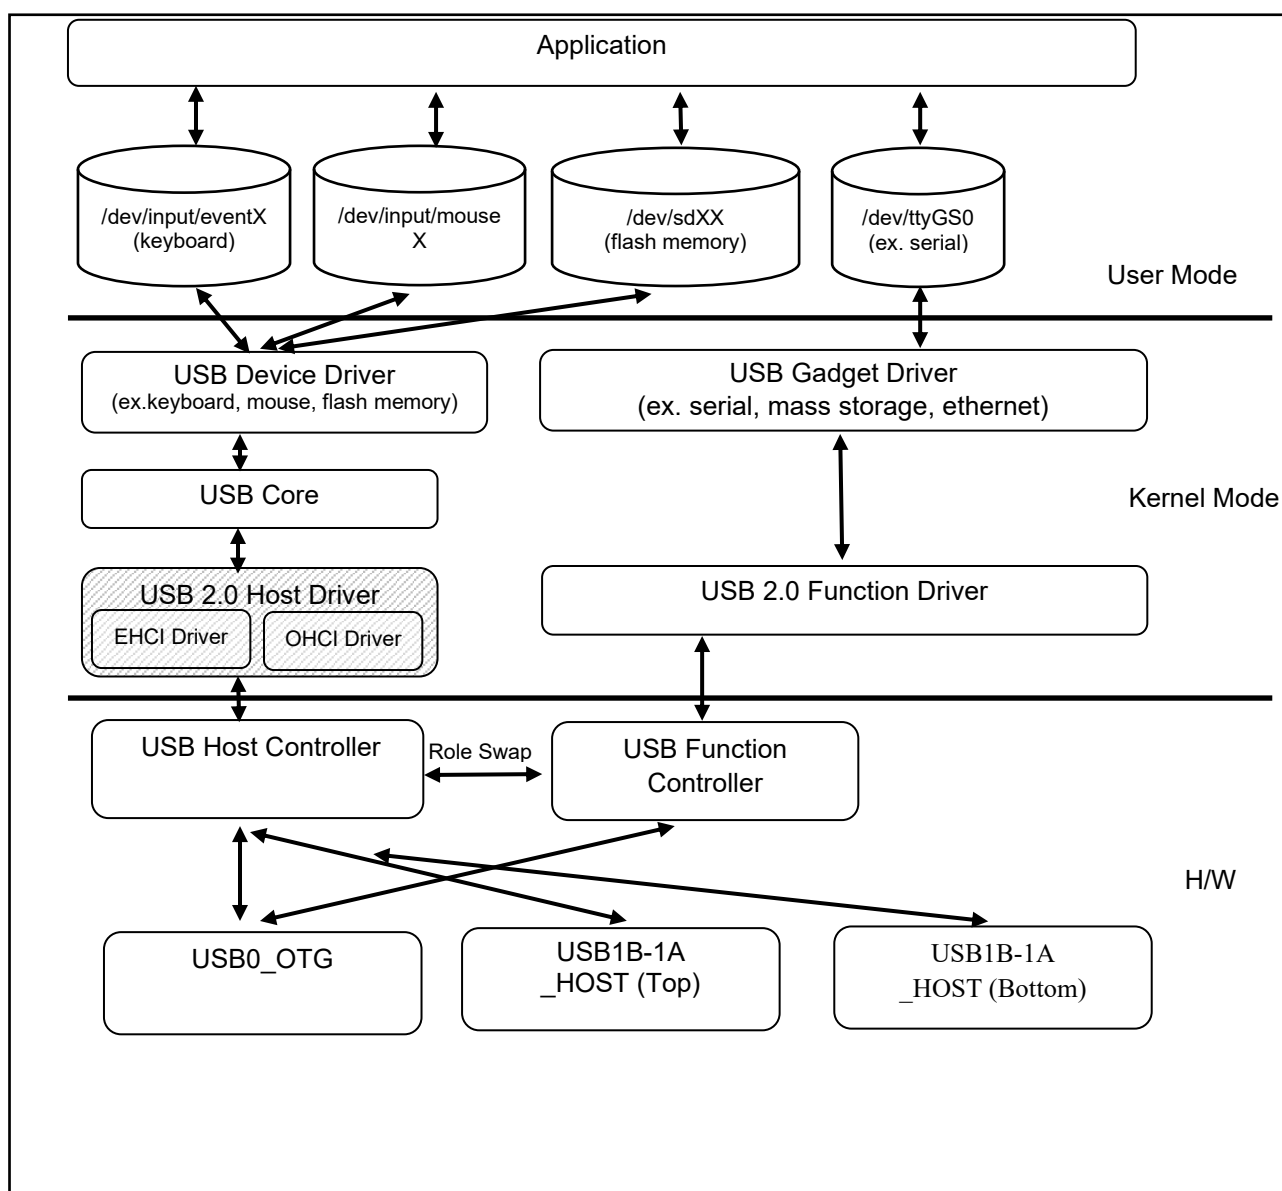 Application
/dev/input/eventX
(keyboard)
/dev/input/mouse
X
/dev/sdXX
(flash memory)
/dev/ttyGS0
(ex. serial)
User Mode
USB Device Driver
(ex.keyboard, mouse, flash memory)
USB Gadget Driver
(ex. serial, mass storage, ethernet)
USB Core
Kernel Mode
USB 2.0 Host Driver
EHCI Driver
OHCI Driver
USB 2.0 Function Driver
USB Host Controller
Role Swap
USB Function
Controller
H/W
USB0_OTG
USB1B-1A
_HOST (Top)
USB1B-1A
_HOST (Bottom)